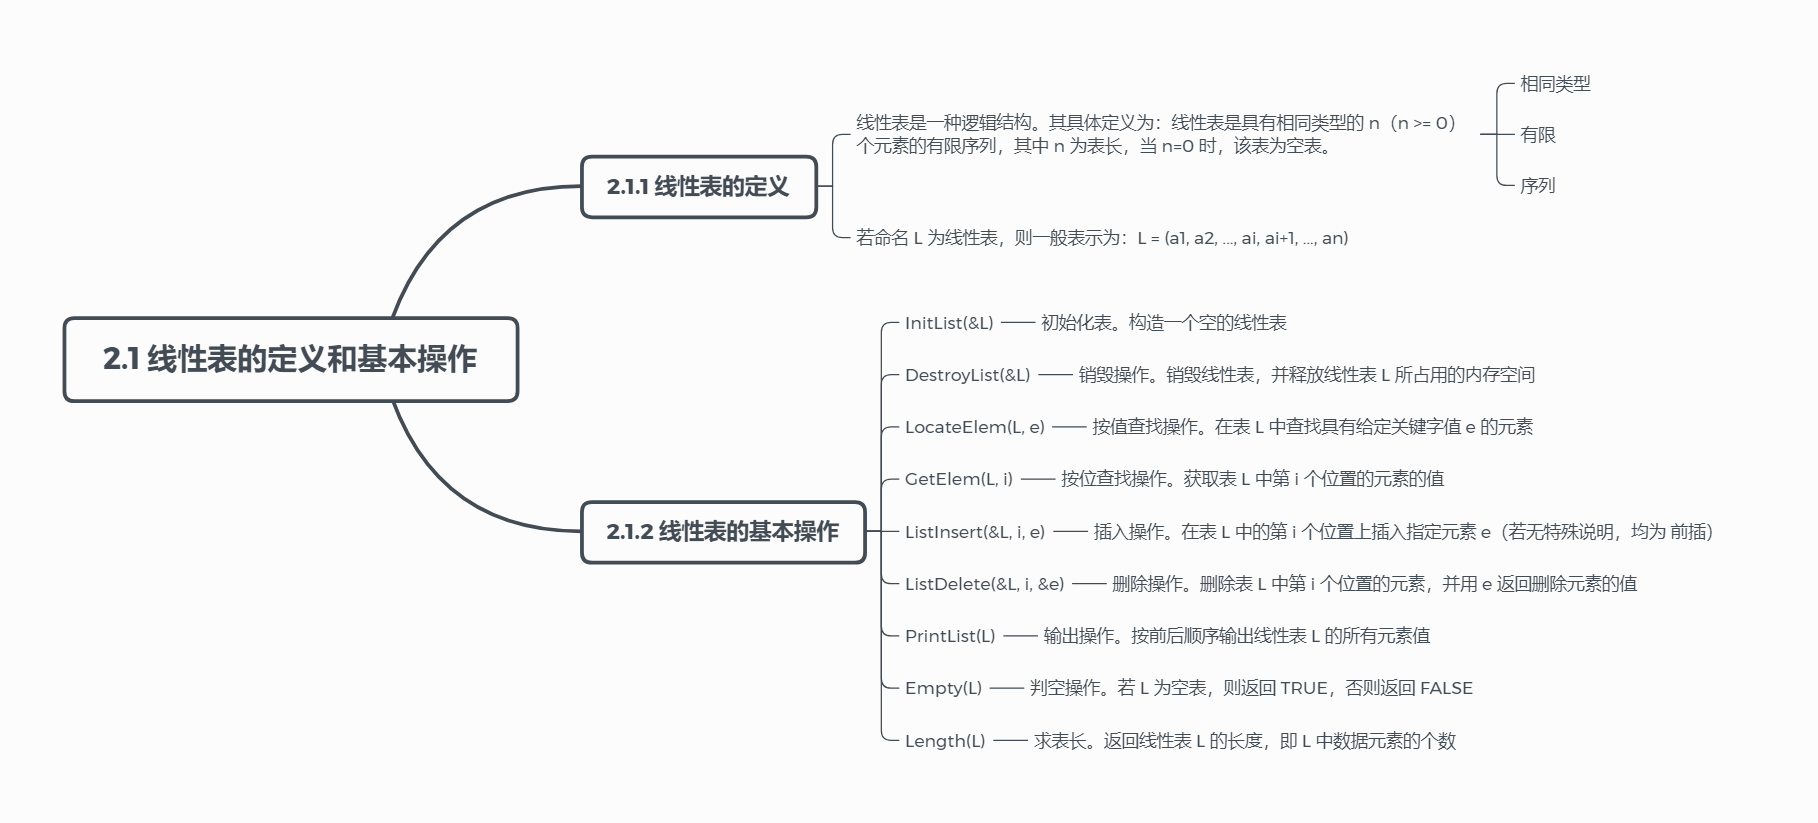 2.1 线性表的定义和基本操作
2.1.1 线性表的定义
线性表是一种逻辑结构。其具体定义为：线性表是具有相同类型的 n（n >= 0）
个元素的有限序列，其中 n 为表长，当 n=0 时，该表为空表。
相同类型
有限
序列
若命名 L 为线性表，则一般表示为：L = (a1, a2, ..., ai, ai+1, ..., an)
2.1.2 线性表的基本操作
InitList(&L) 初始化表。构造一个空的线性表
DestroyList(&L) 销毁操作。销毁线性表，并释放线性表 L 所占用的内存空间
LocateElem(L, e) 按值查找操作。在表 L 中查找具有给定关键字值 e 的元素
GetElem(L, i) 按位查找操作。获取表 L 中第 i 个位置的元素的值
ListInsert(&L, i, e) 插入操作。在表 L 中的第 i 个位置上插入指定元素 e（若无特殊说明，均为 前插）
ListDelete(&L, i, &e) 删除操作。删除表 L 中第 i 个位置的元素，并用 e 返回删除元素的值
PrintList(L) 输出操作。按前后顺序输出线性表 L 的所有元素值
Empty(L) 判空操作。若 L 为空表，则返回 TRUE，否则返回 FALSE
Length(L) 求表长。返回线性表 L 的长度，即 L 中数据元素的个数